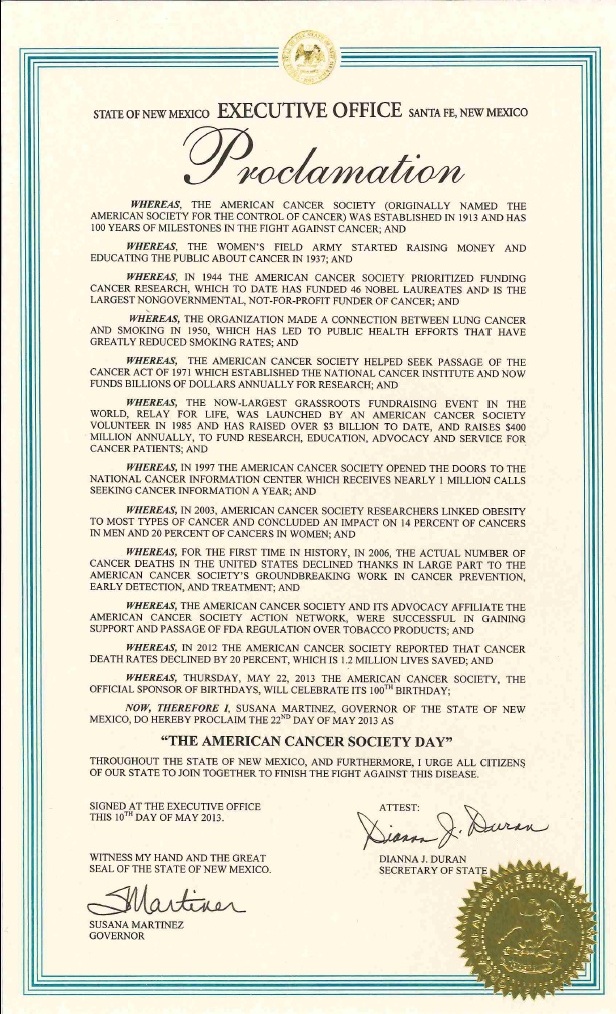 STATE OF NEW MEXICO EXECUTIVE OFFICE SANTA FE, NEW MEXICO
Proclamation
WHEREAS, THE AMERICAN CANCER SOCIETY (ORIGINALLY NAMED THE
AMERICAN SOCIETY FOR THE CONTROL OF CANCER) WAS ESTABLISHED IN 1913 AND HAS
100 YEARS OF MILESTONES IN THE FIGHT AGAINST CANCER; AND
WHEREAS, THE WOMEN'S FIELD ARMY STARTED RAISING MONEY AND
EDUCATING THE PUBLIC ABOUT CANCER IN 1937; AND
WHEREAS, IN 1944 THE AMERICAN CANCER SOCIETY PRIORITIZED FUNDING
CANCER RESEARCH, WHICH TO DATE HAS FUNDED 46 NOBEL LAUREATES AND IS THE
LARGEST NONGOVERNMENTAL, NOT-FOR-PROFIT FUNDER OF CANCER; AND
WHEREAS, THE ORGANIZATION MADE A CONNECTION BETWEEN LUNG CANCER
AND SMOKING IN 1950, WHICH HAS LED TO PUBLIC HEALTH EFFORTS THAT HAVE
GREATLY REDUCED SMOKING RATES; AND
WHEREAS, THE AMERICAN CANCER SOCIETY HELPED SEEK PASSAGE OF THE
CANCER ACT OF 1971 WHICH ESTABLISHED THE NATIONAL CANCER INSTITUTE AND NOW
FUNDS BILLIONS OF DOLLARS ANNUALLY FOR RESEARCH; AND
WHEREAS, THE NOW-LARGEST GRASSROOTS FUNDRAISING EVENT IN THE
WORLD, RELAY FOR LIFE, WAS LAUNCHED BY AN AMERICAN CANCER SOCIETY
VOLUNTEER IN 1985 AND HAS RAISED OVER $3 BILLION TO DATE, AND RAISES $400
MILLION ANNUALLY, TO FUND RESEARCH, EDUCATION, ADVOCACY AND SERVICE FOR
CANCER PATIENTS; AND
WHEREAS, IN 1997 THE AMERICAN CANCER SOCIETY OPENED THE DOORS TO THE
NATIONAL CANCER INFORMATION CENTER WHICH RECEIVES NEARLY 1 MILLION CALLS
SEEKING CANCER INFORMATION A YEAR; AND
WHEREAS, IN 2003, AMERICAN CANCER SOCIETY RESEARCHERS LINKED OBESITY
TO MOST TYPES OF CANCER AND CONCLUDED AN IMPACT ON 14 PERCENT OF CANCERS
IN MEN AND 20 PERCENT OF CANCERS IN WOMEN; AND
WHEREAS, FOR THE FIRST TIME IN HISTORY, IN 2006, THE ACTUAL NUMBER OF
CANCER DEATHS IN THE UNITED STATES DECLINED THANKS IN LARGE PART TO THE
AMERICAN CANCER SOCIETY'S GROUNDBREAKING WORK IN CANCER PREVENTION,
EARLY DETECTION, AND TREATMENT; AND
WHEREAS, THE AMERICAN CANCER SOCIETY AND ITS ADVOCACY AFFILIATE THE
AMERICAN CANCER SOCIETY ACTION NETWORK, WERE SUCCESSFUL IN GAINING
SUPPORT AND PASSAGE OF FDA REGULATION OVER TOBACCO PRODUCTS; AND
WHEREAS, IN 2012 THE AMERICAN CANCER SOCIETY REPORTED THAT CANCER
DEATH RATES DECLINED BY 20 PERCENT, WHICH IS 1.2 MILLION LIVES SAVED; AND
WHEREAS, THURSDAY, MAY 22, 2013 THE AMERICAN CANCER SOCIETY, THE
OFFICIAL SPONSOR OF BIRTHDAYS, WILL CELEBRATE ITS 100TH BIRTHDAY;
NOW, THEREFORE I, SUSANA MARTINEZ, GOVERNOR OF THE STATE OF NEW
MEXICO, DO HEREBY PROCLAIM THE 22ND DAY OF MAY 2013 AS
"THE AMERICAN CANCER SOCIETY DAY"
THROUGHOUT THE STATE OF NEW MEXICO, AND FURTHERMORE, I URGE ALL CITIZENS
OF OUR STATE TO JOIN TOGETHER TO FINISH THE FIGHT AGAINST THIS DISEASE.
SIGNED AT THE EXECUTIVE OFFICE
THIS 10TH DAY OF MAY 2013.
ATTEST:
Dianna J. Duran
DIANNA J. DURAN
SECRETARY OF STATE
WITNESS MY HAND AND THE GREAT
SEAL OF THE STATE OF NEW MEXICO.
SMartinez
SUSANA MARTINEZ
GOVERNOR